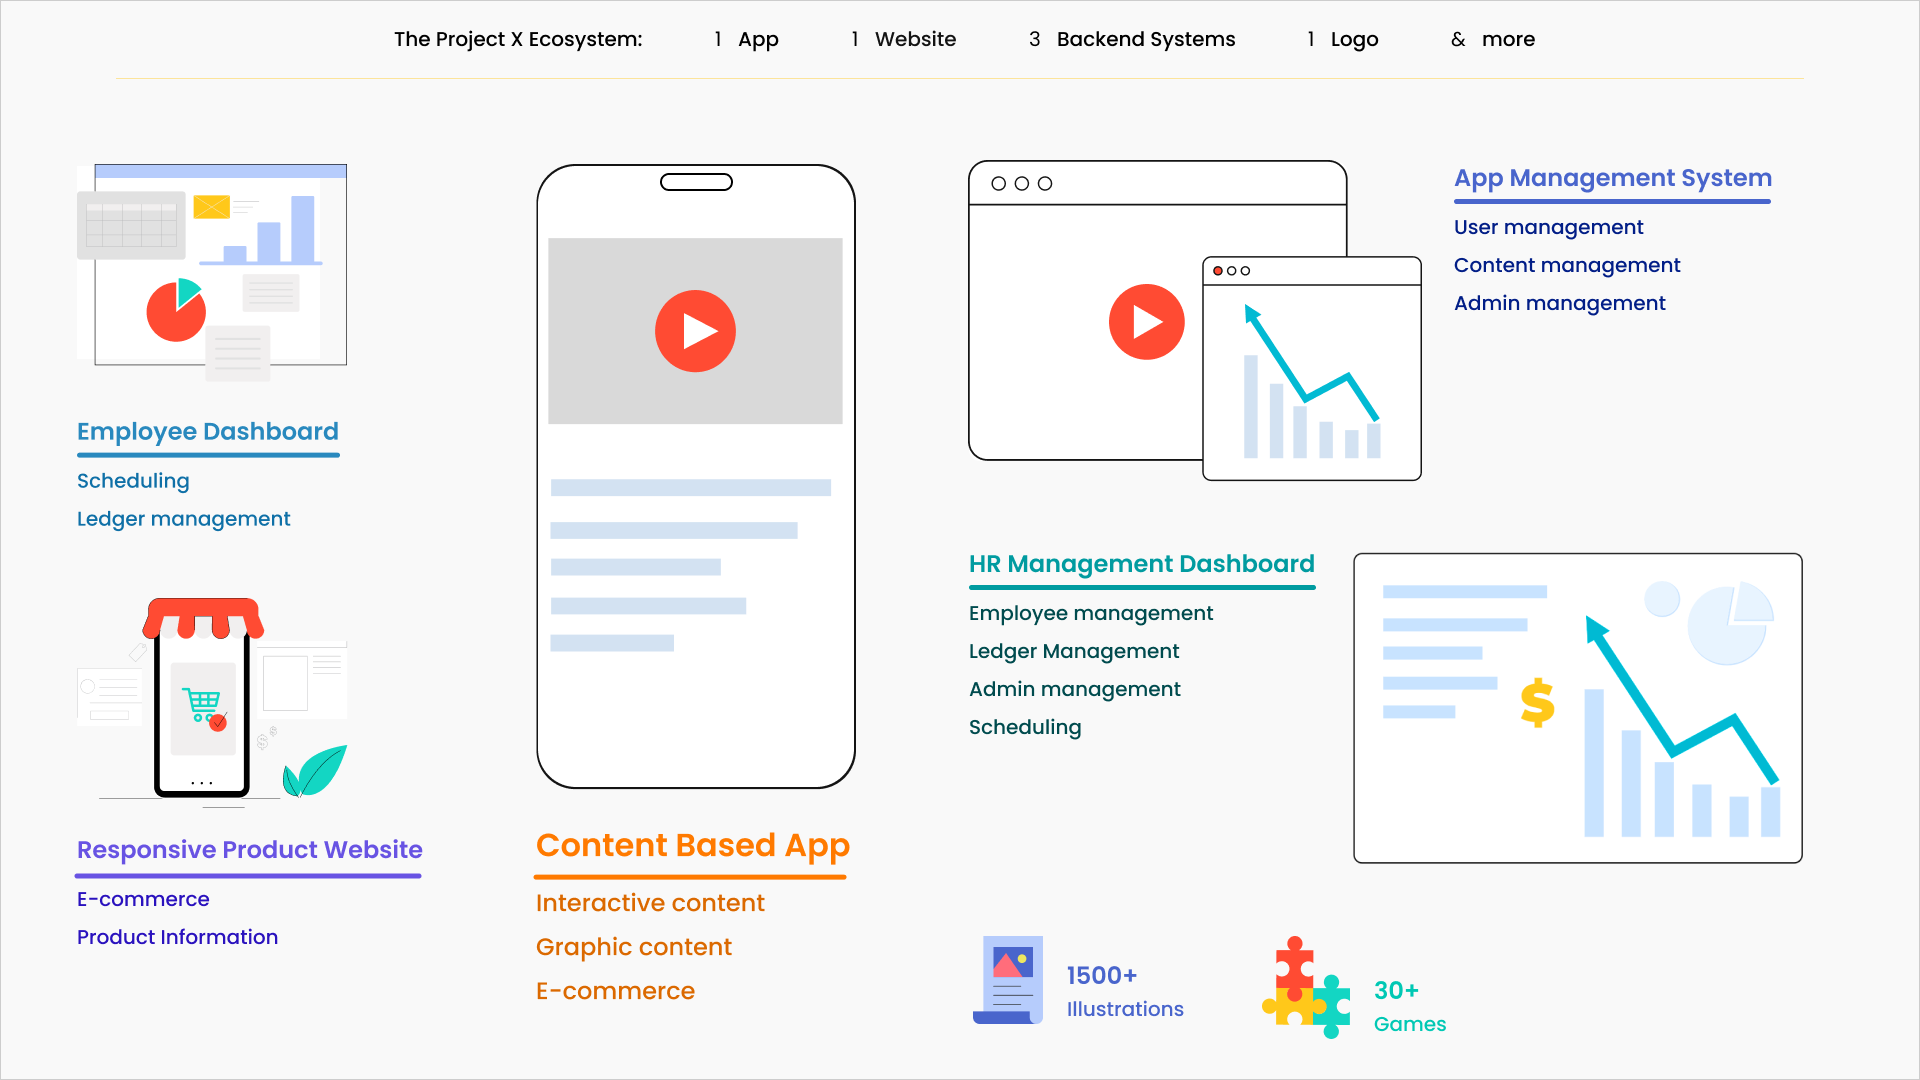 The Project X Ecosystem: 1 App 1 Website 3 Backend Systems 1 Logo & more
Employee Dashboard
Scheduling
Ledger management
Responsive Product Website
E-commerce
Product Information
Content Based App
Interactive content
Graphic content
E-commerce
App Management System
User management
Content management
Admin management
HR Management Dashboard
Employee management
Ledger Management
Admin management
Scheduling
$
1500+
Illustrations
30+
Games